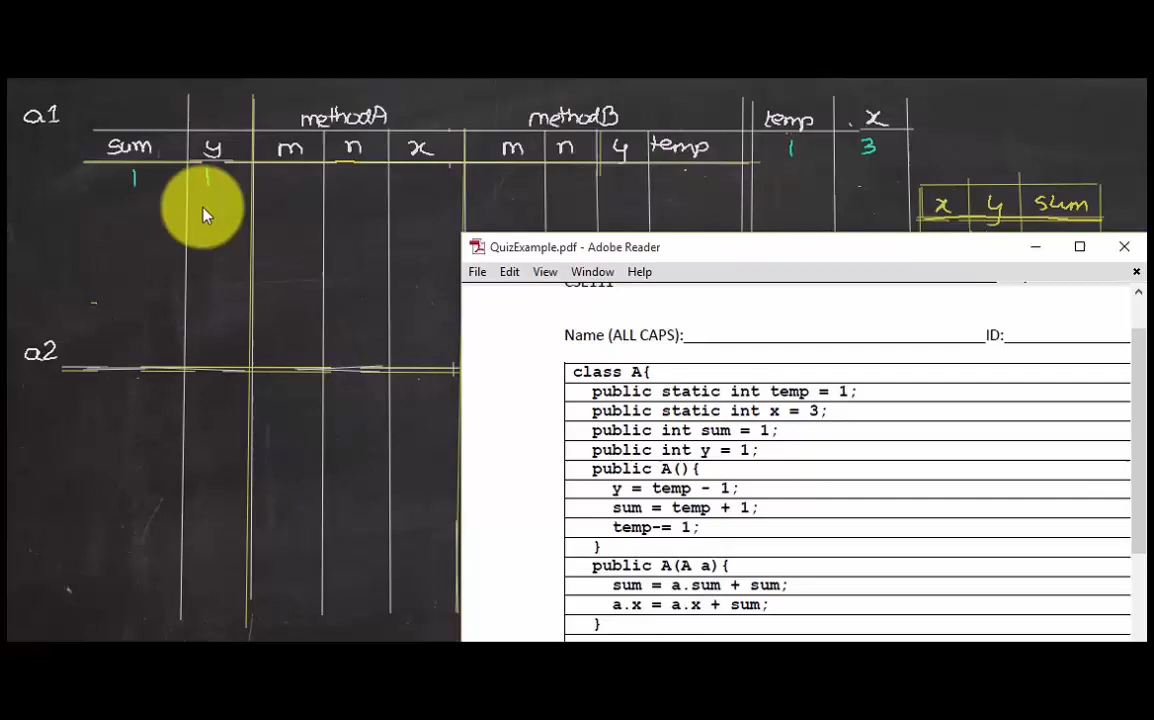 a1
methodA methodB temp x
sum y m n x m n y temp 1 3
1 1
x y sum
QuizExample.pdf - Adobe Reader
File Edit View Window Help
CSE111
Name (ALL CAPS): ID:
a2
class A{
public static int temp = 1;
public static int x = 3;
public int sum = 1;
public int y = 1;
public A(){
y = temp - 1;
sum = temp + 1;
temp-= 1;
}
public A(A a){
sum = a.sum + sum;
a.x = a.x + sum;
}